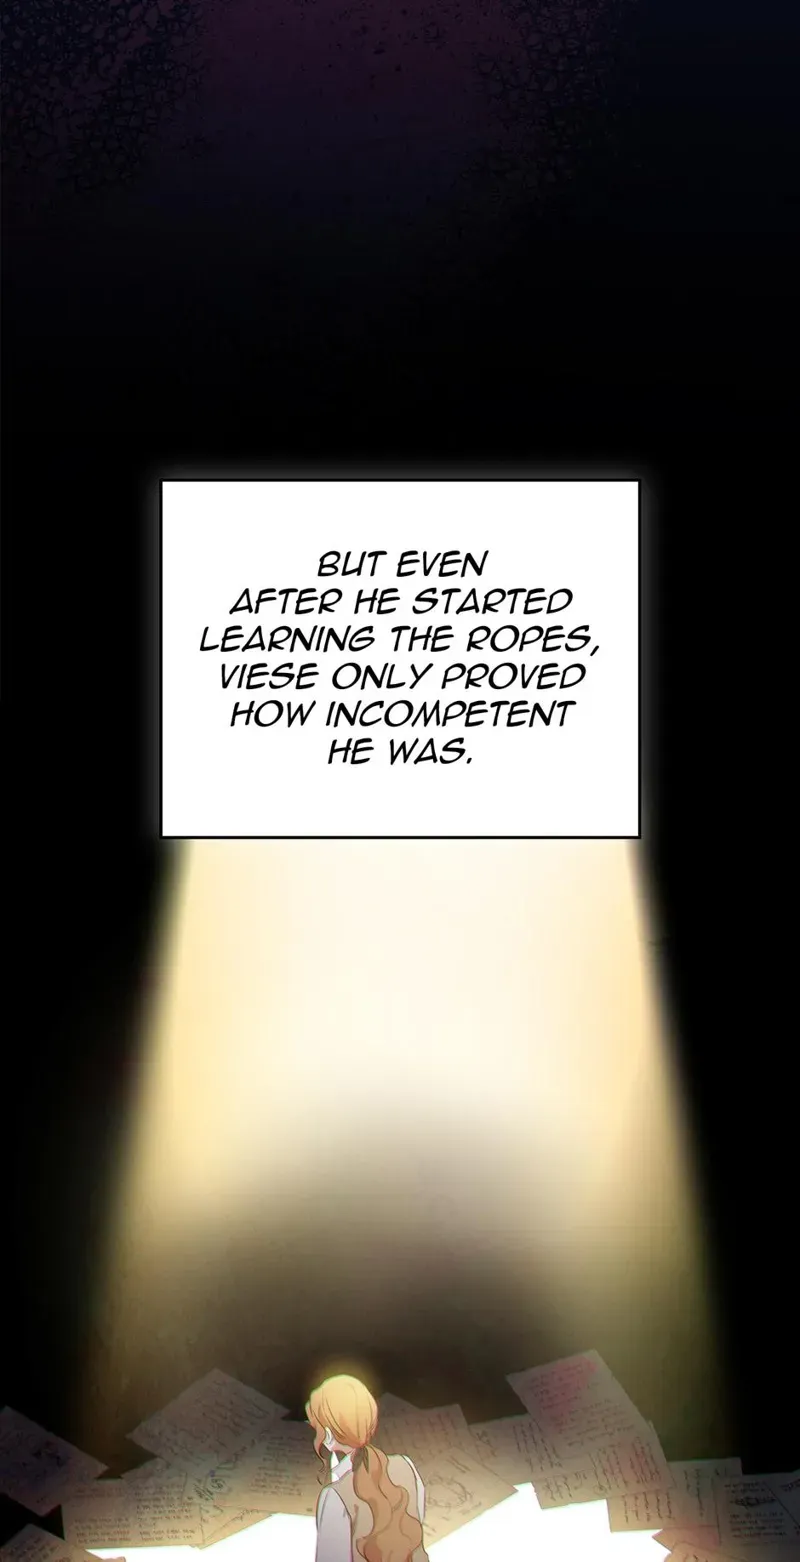 BUT EVEN
AFTER HE STARTED
LEARNING THE ROPES,
VIESE ONLY PROVED
HOW INCOMPETENT
HE WAS.